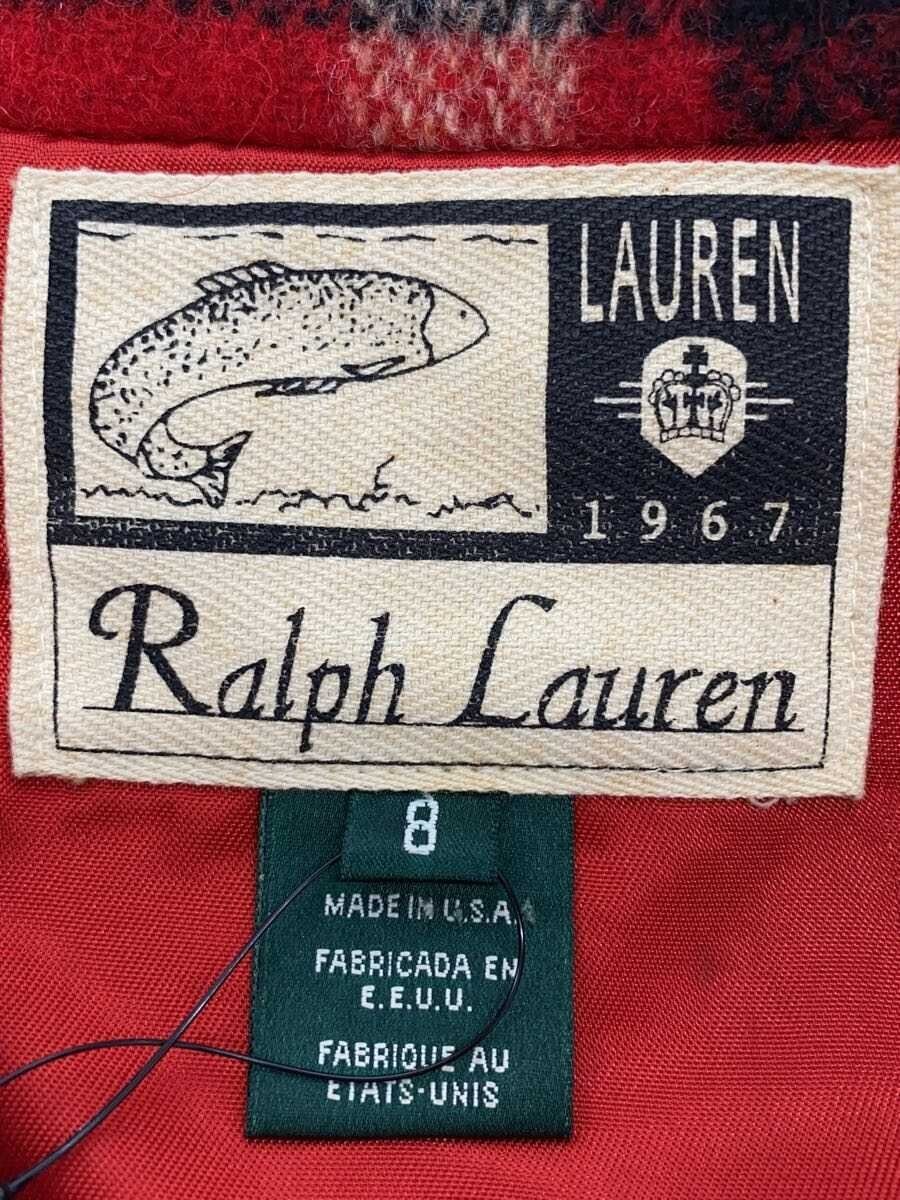 LAUREN
1967
Ralph Lauren
8
MADE IN U.S.A.
FABRICADA EN
E.E.U.U.
FABRIQUE AU
ETATS-UNIS